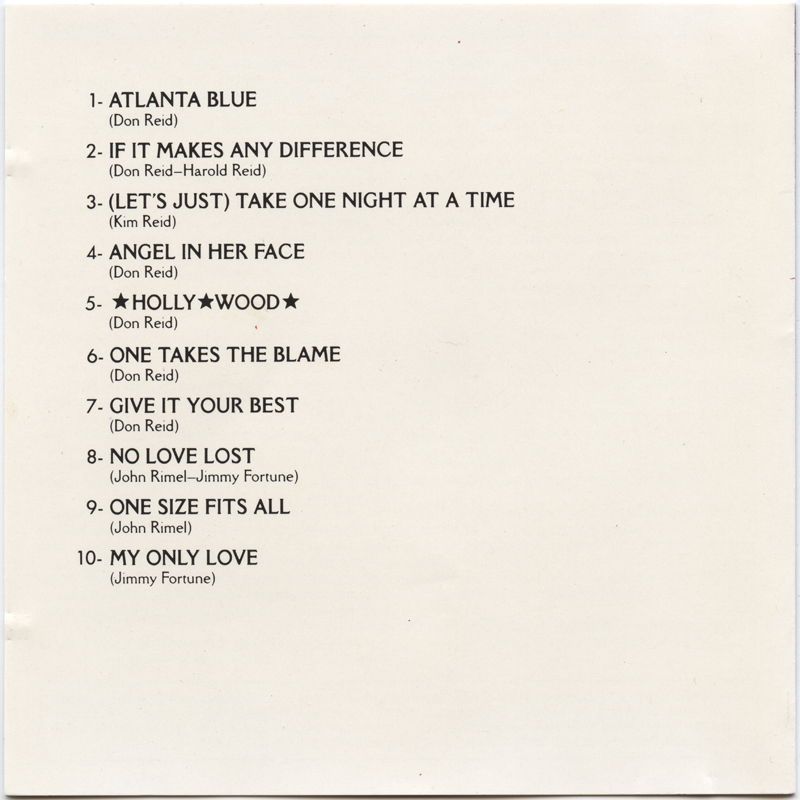 1- ATLANTA BLUE
(Don Reid)
2- IF IT MAKES ANY DIFFERENCE
(Don Reid–Harold Reid)
3- (LET'S JUST) TAKE ONE NIGHT AT A TIME
(Kim Reid)
4- ANGEL IN HER FACE
(Don Reid)
5- ★HOLLY★WOOD★
(Don Reid)
6- ONE TAKES THE BLAME
(Don Reid)
7- GIVE IT YOUR BEST
(Don Reid)
8- NO LOVE LOST
(John Rimel–Jimmy Fortune)
9- ONE SIZE FITS ALL
(John Rimel)
10- MY ONLY LOVE
(Jimmy Fortune)